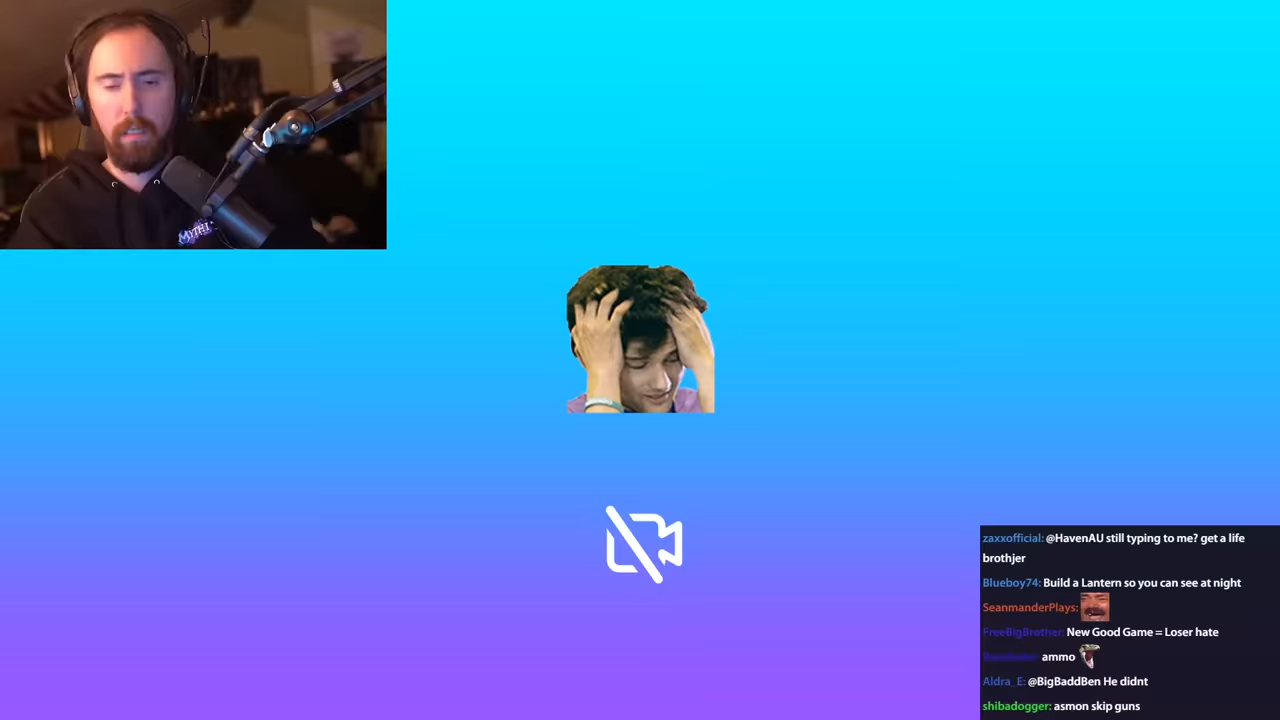 MYTHI
zaxxofficial: @HavenAU still typing to me? get a life
brothjer
Blueboy74: Build a Lantern so you can see at night
SeanmanderPlays:
FreeBigBrother: New Good Game = Loser hate
ammo
Aldra_E: @BigBaddBen He didnt
shibadogger: asmon skip guns